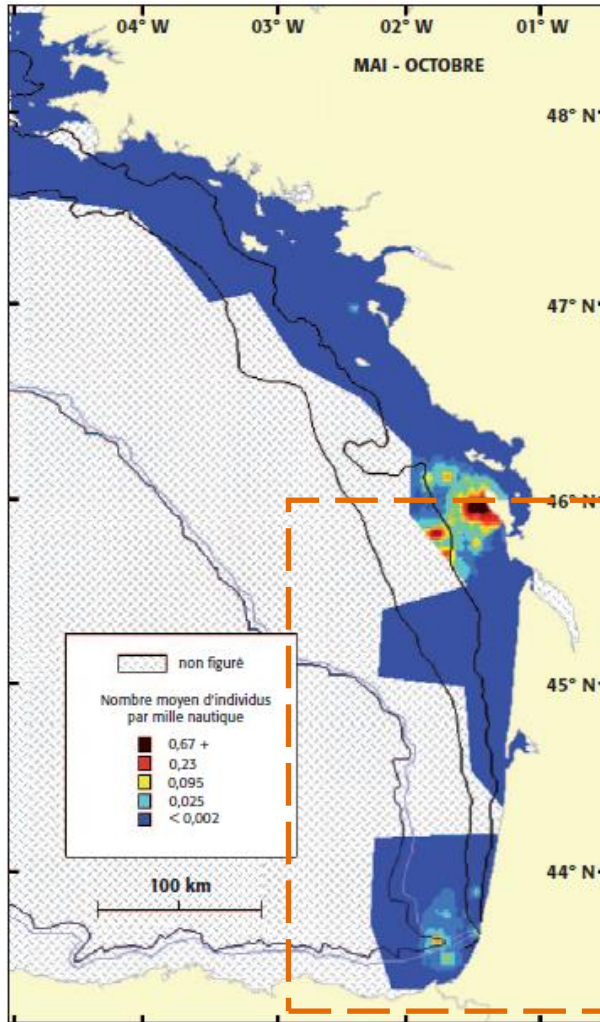 04° W 03° W 02° W 01° W
MAI - OCTOBRE
48° N
47° N
46° N
45° N
44° N
non figuré
Nombre moyen d'individus
par mille nautique
0,67 +
0,23
0,095
0,025
< 0,002
100 km